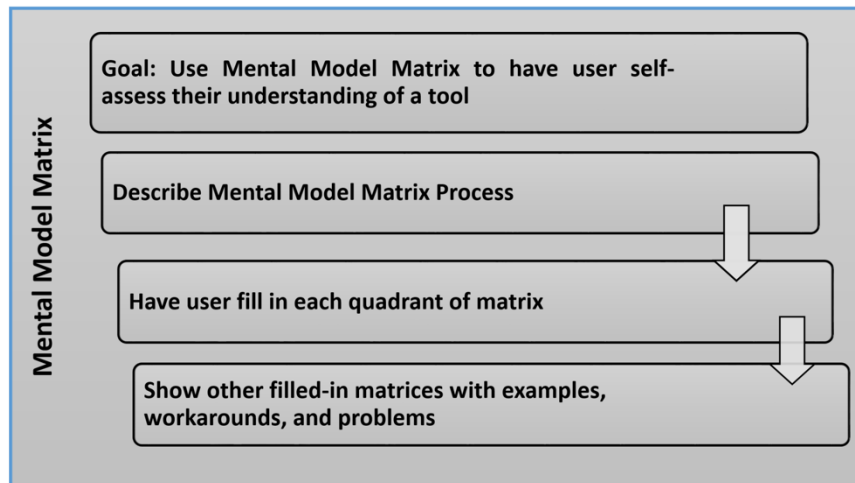 Mental Model Matrix
Goal: Use Mental Model Matrix to have user self-
assess their understanding of a tool
Describe Mental Model Matrix Process
Have user fill in each quadrant of matrix
Show other filled-in matrices with examples,
workarounds, and problems